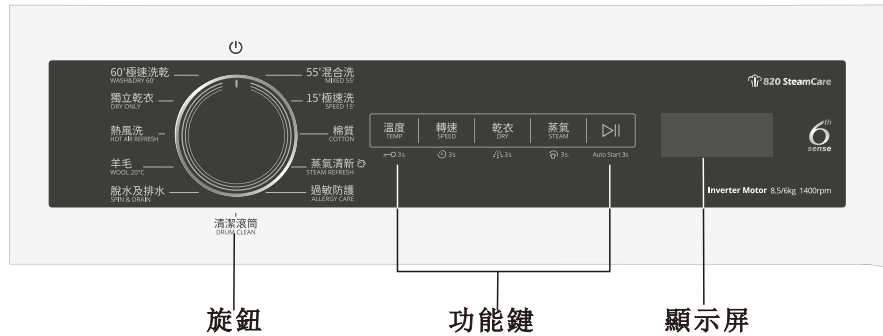 60'極速洗乾
WASH&DRY 60'
獨立乾衣
DRY ONLY
熱風洗
HOT AIR REFRESH
羊毛
WOOL 20°C
脫水及排水
SPIN & DRAIN
清潔滾筒
DRUM CLEAN
55'混合洗
MIXED 55'
15'極速洗
SPEED 15'
棉質
COTTON
蒸氣清新
STEAM REFRESH
過敏防護
ALLERGY CARE
溫度 轉速 乾衣 蒸氣
TEMP SPEED DRY STEAM
3s. 3s. 3s. 3s. Auto Start 3s.
820 SteamCare
6th
sense
Inverter Motor 8.5/6kg 1400rpm
旋鈕 功能鍵 顯示屏